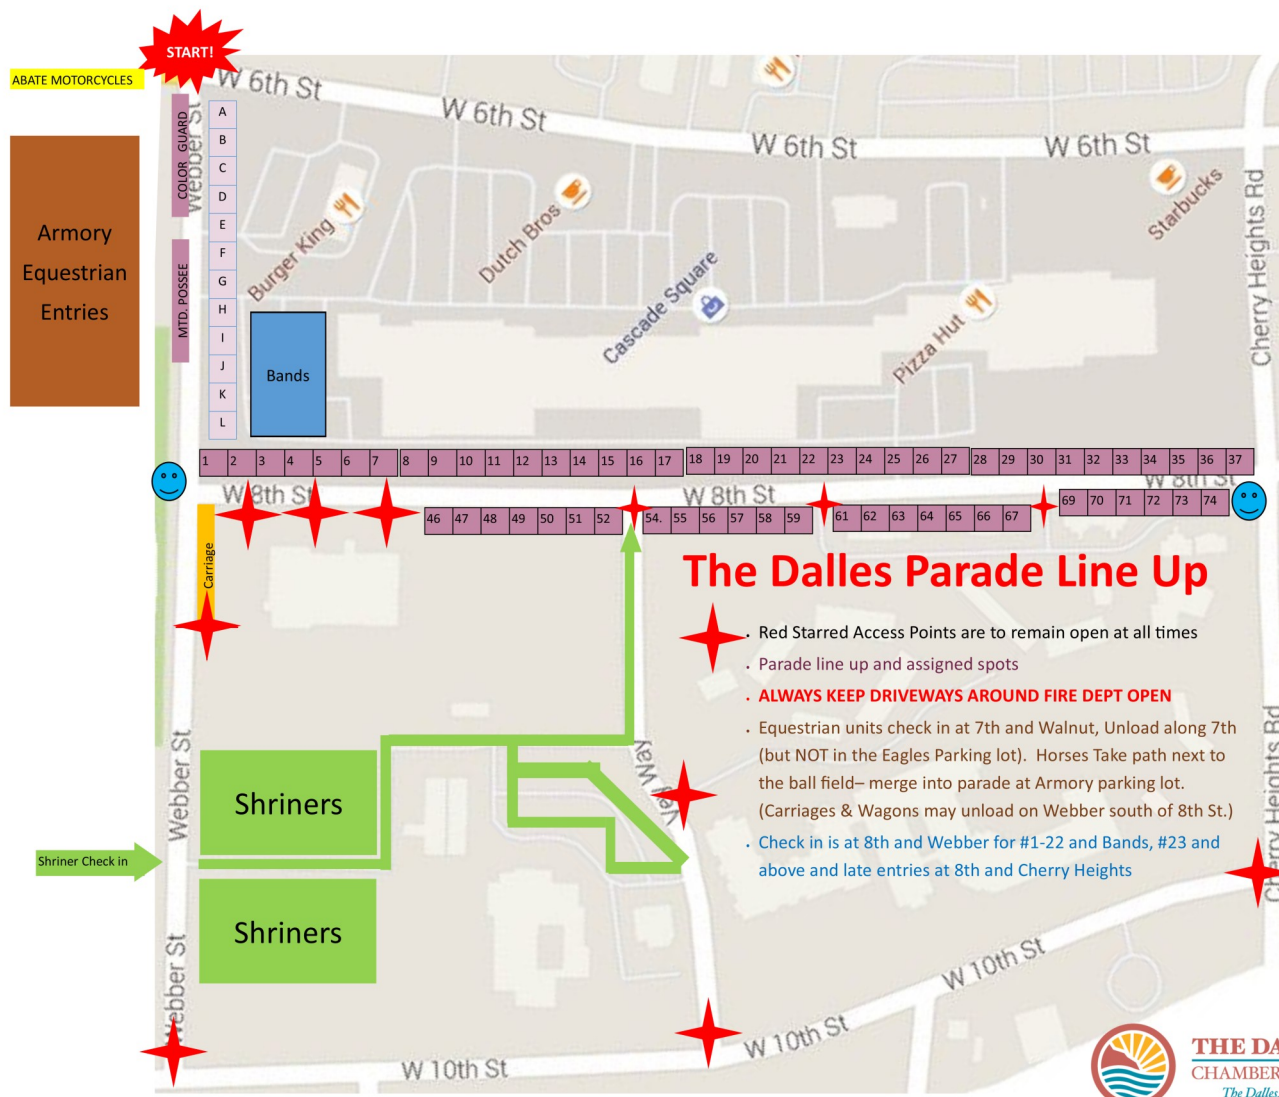 START!
ABATE MOTORCYCLES
W 6th St
W 6th St
W 6th St
W 6th St
Webber St
COLOR GUARD
MTD. POSSEE
Armory
Equestrian
Entries
A
B
C
D
E
F
G
H
I
J
K
L
Burger King
Dutch Bros
Cascade Square
Pizza Hut
Starbucks
Cherry Heights Rd
Bands
1 2 3 4 5 6 7 8 9 10 11 12 13 14 15 16 17 18 19 20 21 22 23 24 25 26 27 28 29 30 31 32 33 34 35 36 37
W 8th St
W 8th St
W 8th St
46 47 48 49 50 51 52 54. 55 56 57 58 59 61 62 63 64 65 66 67 69 70 71 72 73 74
Carriage
The Dalles Parade Line Up
. Red Starred Access Points are to remain open at all times
. Parade line up and assigned spots
. ALWAYS KEEP DRIVEWAYS AROUND FIRE DEPT OPEN
. Equestrian units check in at 7th and Walnut, Unload along 7th
(but NOT in the Eagles Parking lot). Horses Take path next to
the ball field– merge into parade at Armory parking lot.
(Carriages & Wagons may unload on Webber south of 8th St.)
. Check in is at 8th and Webber for #1-22 and Bands, #23 and
above and late entries at 8th and Cherry Heights
Webber St
Shriners
Shriner Check in
Shriners
Way
Cherry Heights Rd
Webber St
W 10th St
W 10th St
W 10th St
THE DA
CHAMBER
The Dalles,